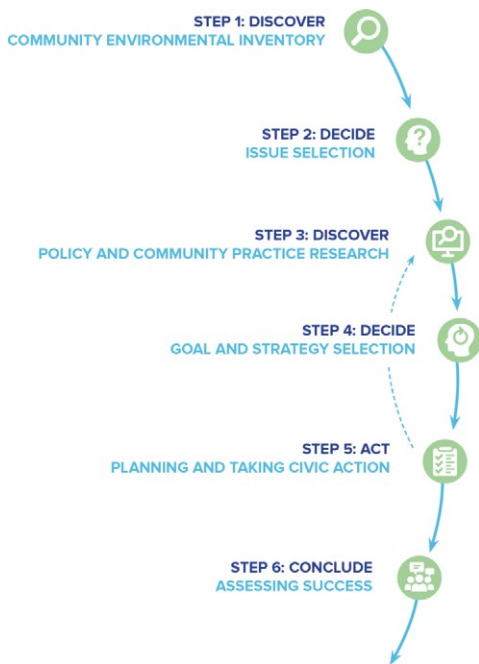 STEP 1: DISCOVER
COMMUNITY ENVIRONMENTAL INVENTORY
STEP 2: DECIDE
ISSUE SELECTION
STEP 3: DISCOVER
POLICY AND COMMUNITY PRACTICE RESEARCH
STEP 4: DECIDE
GOAL AND STRATEGY SELECTION
STEP 5: ACT
PLANNING AND TAKING CIVIC ACTION
STEP 6: CONCLUDE
ASSESSING SUCCESS